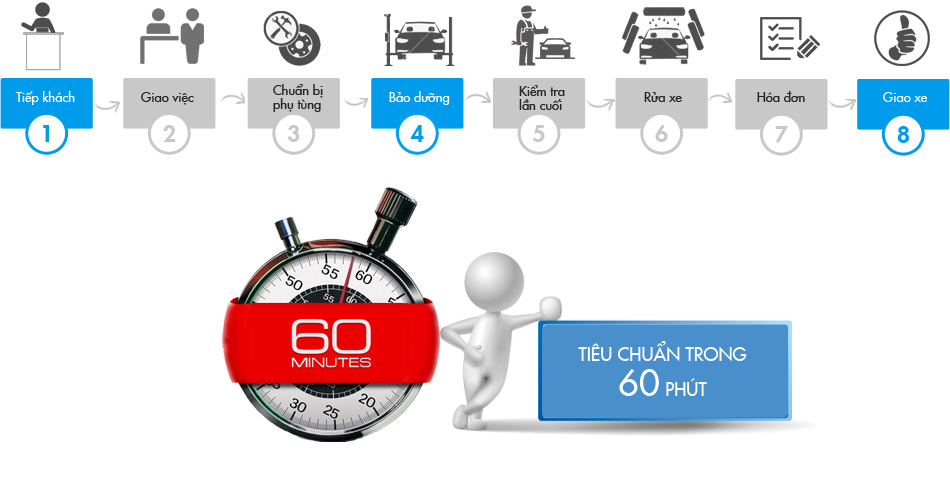 Tiếp khách
1
Giao việc
2
Chuẩn bị
phụ tùng
3
Bảo dưỡng
4
Kiểm tra
lần cuối
5
Rửa xe
6
Hóa đơn
7
Giao xe
8
55
60
50
55
60
5
60
MINUTES
30
25
20
TIÊU CHUẨN TRONG
60 PHÚT